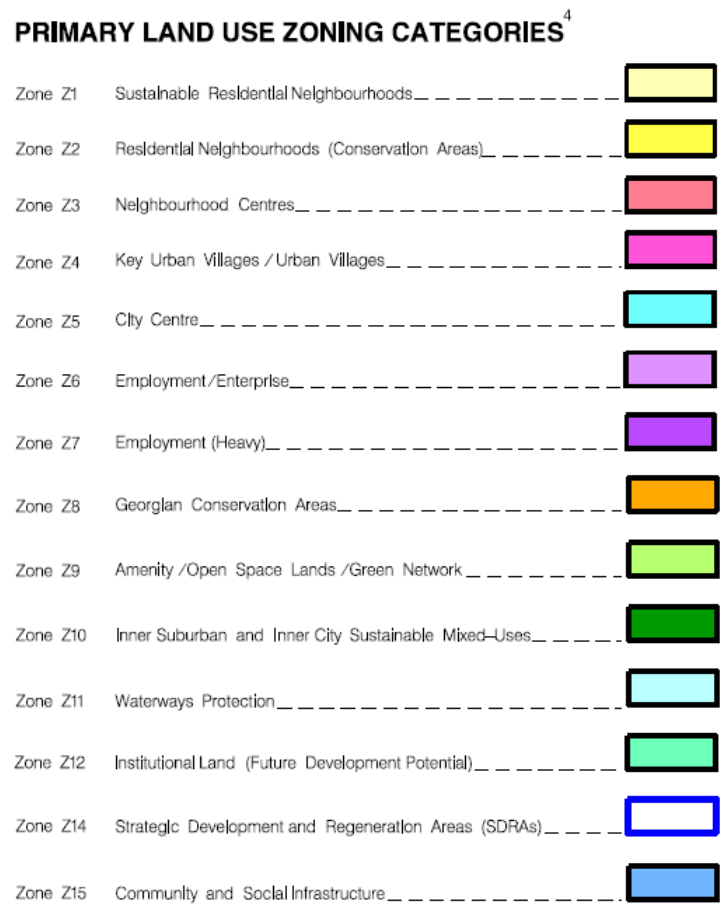 PRIMARY LAND USE ZONING CATEGORIES4
Zone Z1 Sustainable Residential Neighbourhoods
Zone Z2 Residential Neighbourhoods (Conservation Areas)
Zone Z3 Neighbourhood Centres
Zone Z4 Key Urban Villages / Urban Villages
Zone Z5 City Centre
Zone Z6 Employment/Enterprise
Zone Z7 Employment (Heavy)
Zone Z8 Georgian Conservation Areas
Zone Z9 Amenity /Open Space Lands /Green Network
Zone Z10 Inner Suburban and Inner City Sustainable Mixed-Uses
Zone Z11 Waterways Protection
Zone Z12 Institutional Land (Future Development Potential)
Zone Z14 Strategic Development and Regeneration Areas (SDRAs)
Zone Z15 Community and Social Infrastructure